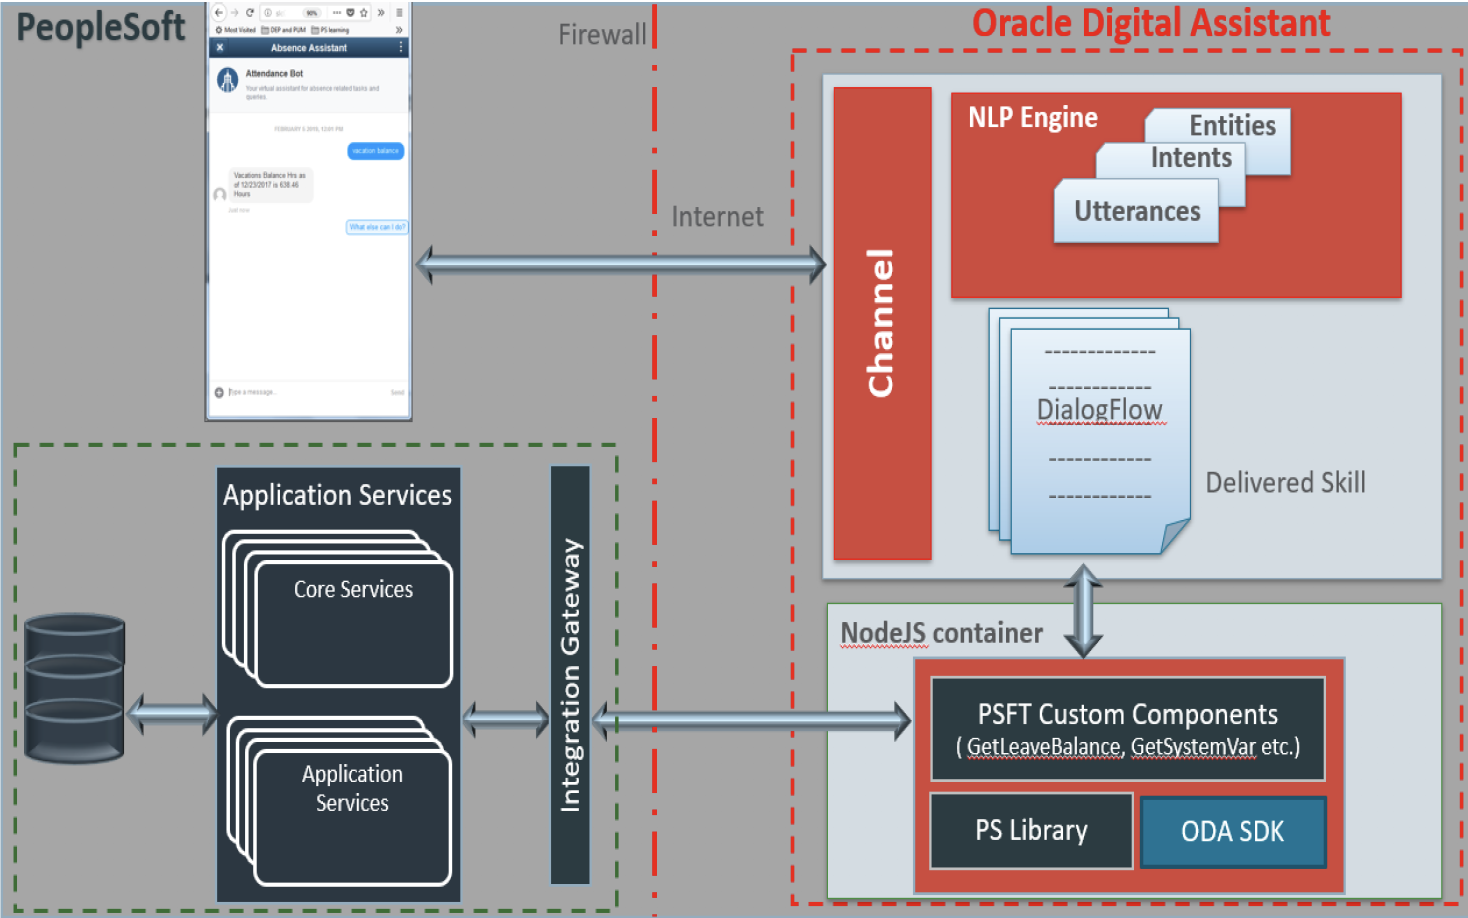 PeopleSoft
90%
Most Visited DEP and PUM PS learning
Absence Assistant
Attendance Bot
Your virtual assistant for absence related tasks and
queries.
FEBRUARY 5 2019, 12:01 PM
vacation balance
Vacations Balance Hrs as
of 12/23/2017 is 638.46
Hours
Just now
What else can I do?
Type a message...
Send
Firewall
Internet
Oracle Digital Assistant
Channel
NLP Engine
Entities
Intents
Utterances
-------------
------------
DialogFlow
------------
------------
Delivered Skill
Application Services
Core Services
Application
Services
Integration Gateway
NodeJS container
PSFT Custom Components
( GetLeaveBalance, GetSystemVar etc.)
PS Library
ODA SDK